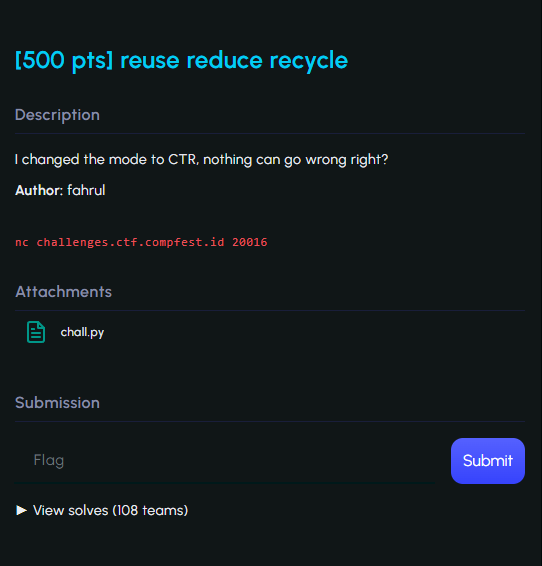 [500 pts] reuse reduce recycle
Description
I changed the mode to CTR, nothing can go wrong right?
Author: fahrul
nc challenges.ctf.compfest.id 20016
Attachments
chall.py
Submission
Flag
Submit
▶ View solves (108 teams)